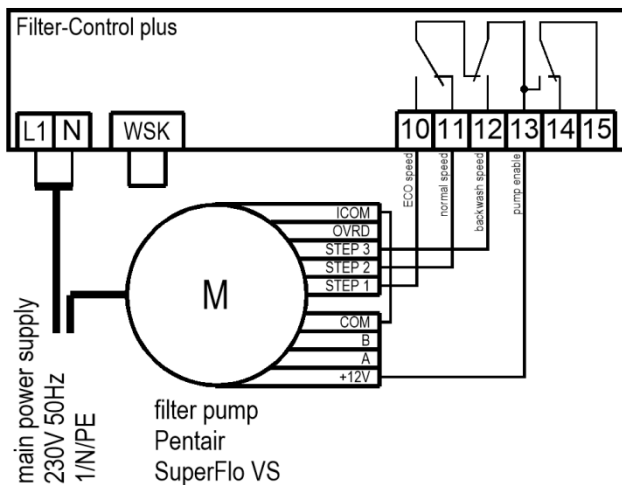 Filter-Control plus
L1 N WSK 10 11 12 13 14 15
ECO speed
normal speed
backwash speed
pump enable
ICOM
OVRD
STEP 3
STEP 2
STEP 1
M
COM
B
A
+12V
main power supply
230V 50Hz
1/N/PE
filter pump
Pentair
SuperFlo VS